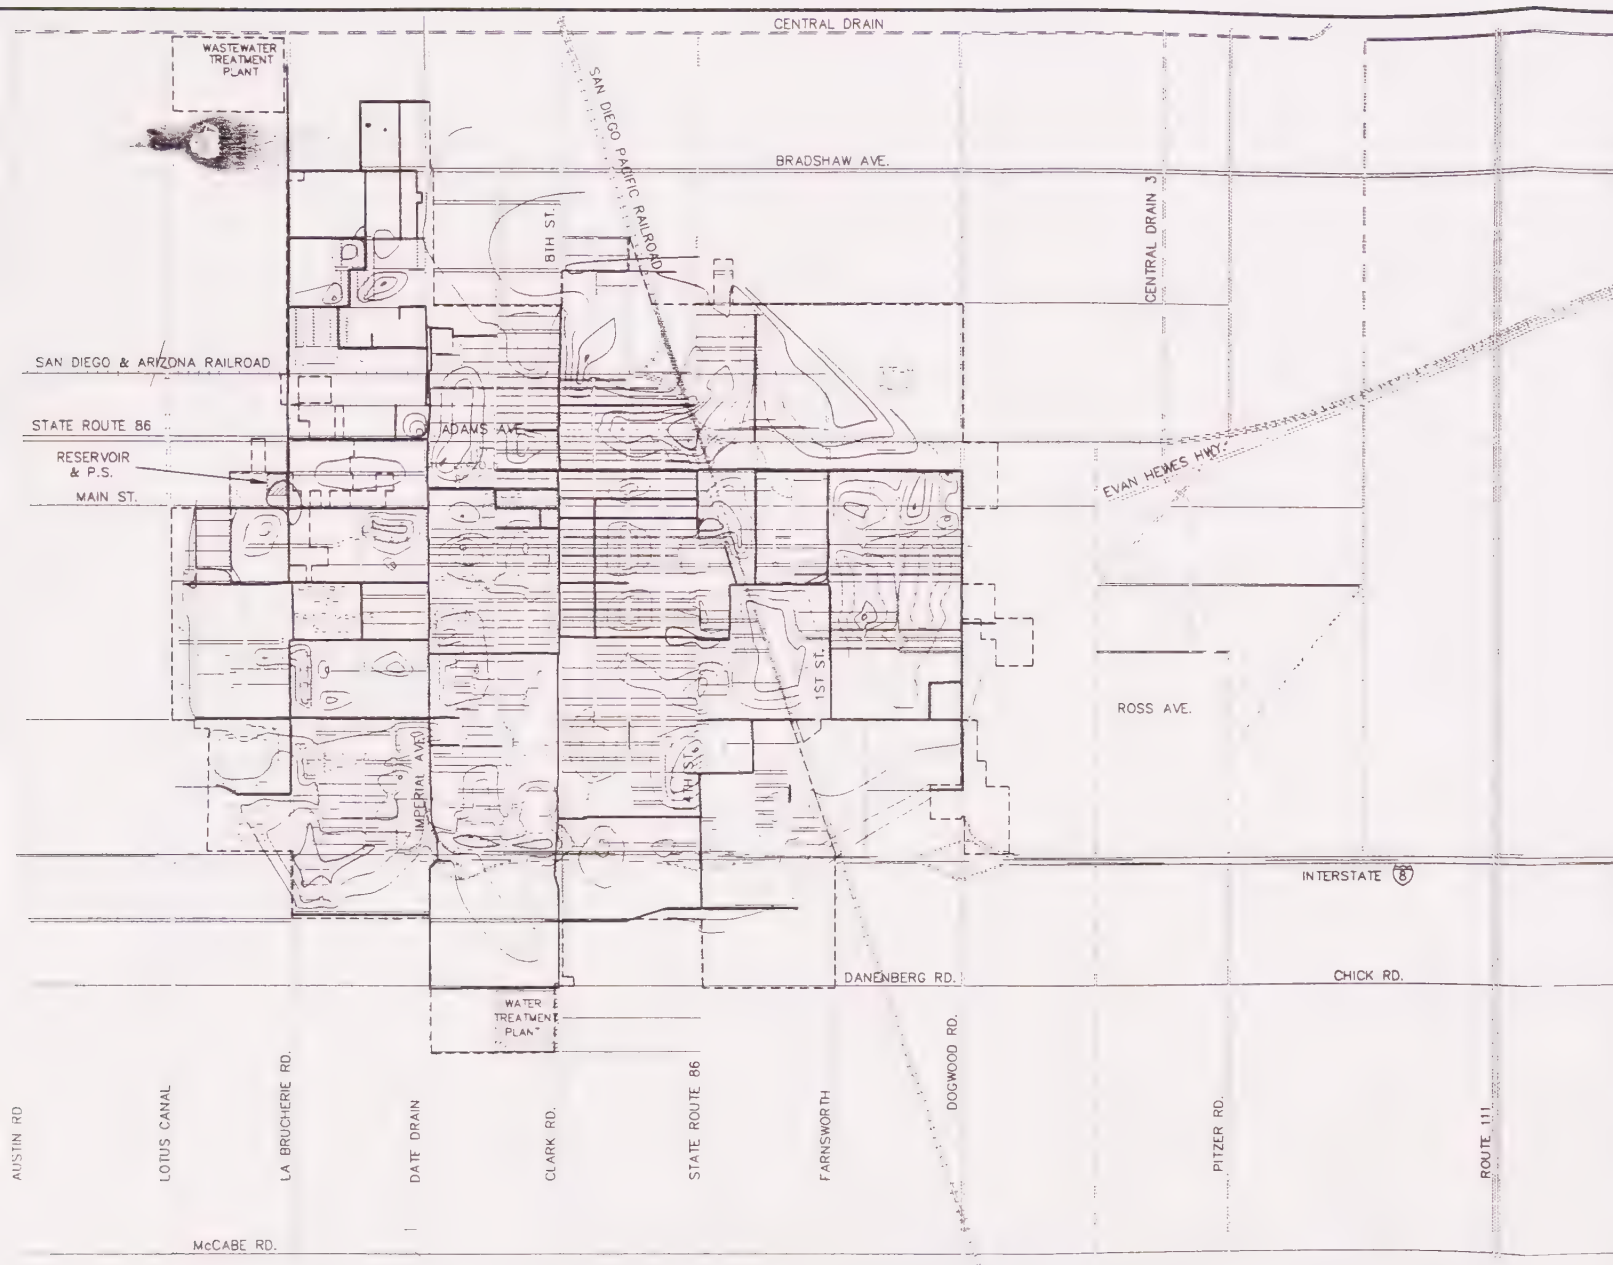 CENTRAL DRAIN
WASTEWATER
TREATMENT
PLANT
SAN DIEGO PACIFIC RAILROAD
BRADSHAW AVE.
8TH ST.
CENTRAL DRAIN 3
SAN DIEGO & ARIZONA RAILROAD
STATE ROUTE 86
ADAMS AVE.
RESERVOIR
& P.S.
MAIN ST.
EVAN HEWES HWY.
1ST ST.
ROSS AVE.
IMPERIAL AVE.
4TH ST.
INTERSTATE 8
DANENBERG RD.
CHICK RD.
WATER
TREATMENT
PLANT
AUSTIN RD
LOTUS CANAL
LA BRUCHERIE RD.
DATE DRAIN
CLARK RD.
STATE ROUTE 86
FARNSWORTH
DOGWOOD RD.
PITZER RD.
ROUTE 111
McCABE RD.